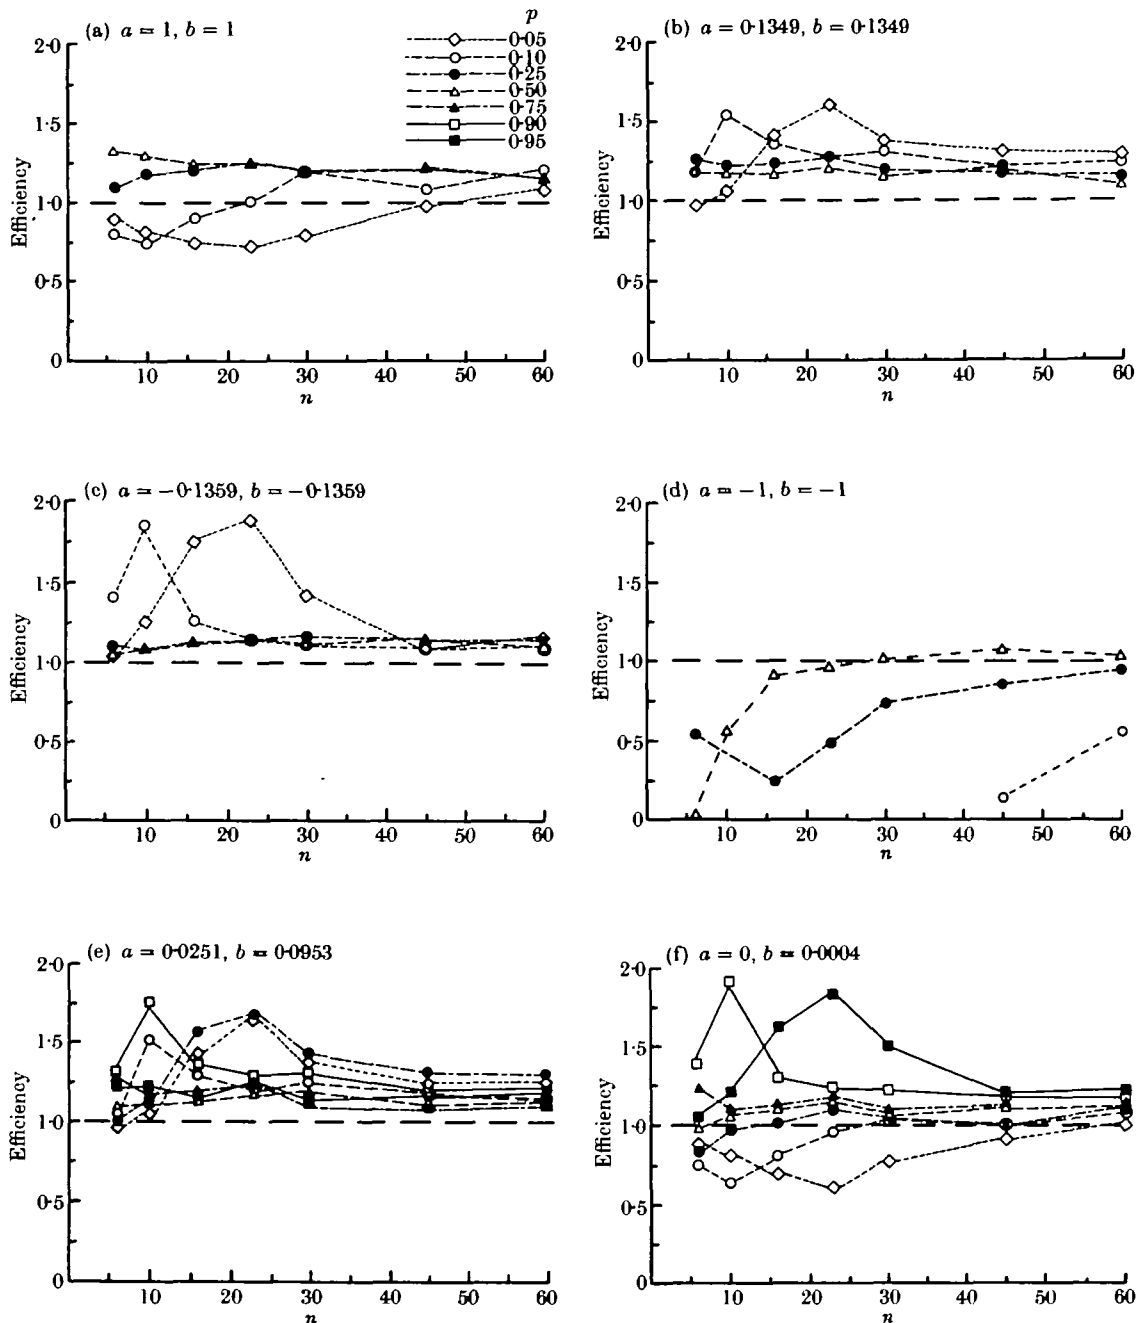 (a) a = 1, b = 1
p
0·05
0·10
0·25
0·50
0·75
0·90
0·95
2·0
1·5
1·0
0·5
0
Efficiency
10 20 30 40 50 60
n
(b) a = 0·1349, b = 0·1349
2·0
1·5
1·0
0·5
0
Efficiency
10 20 30 40 50 60
n
(c) a = −0·1359, b = −0·1359
2·0
1·5
1·0
0·5
0
Efficiency
10 20 30 40 50 60
n
(d) a = −1, b = −1
2·0
1·5
1·0
0·5
0
Efficiency
10 20 30 40 50 60
n
(e) a = 0·0251, b = 0·0953
2·0
1·5
1·0
0·5
0
Efficiency
10 20 30 40 50 60
n
(f) a = 0, b = 0·0004
2·0
1·5
1·0
0·5
0
Efficiency
10 20 30 40 50 60
n